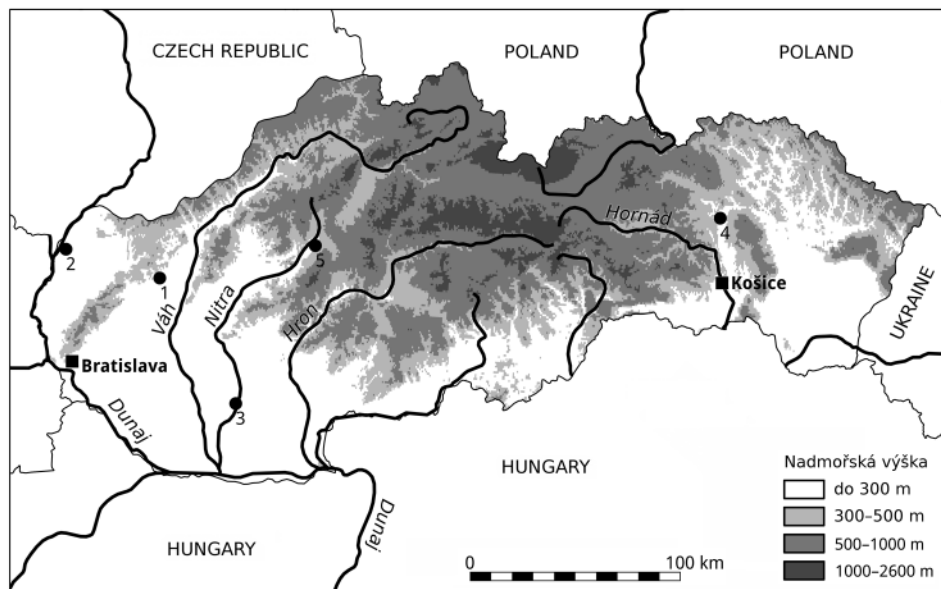 CZECH REPUBLIC
POLAND
POLAND
Hornád
4
2
5
Košice
1
Váh
Nitra
Hron
UKRAINE
Bratislava
3
Dunaj
HUNGARY
Nadmořská výška
do 300 m
300–500 m
500–1000 m
1000–2600 m
Dunaj
HUNGARY
0
100 km